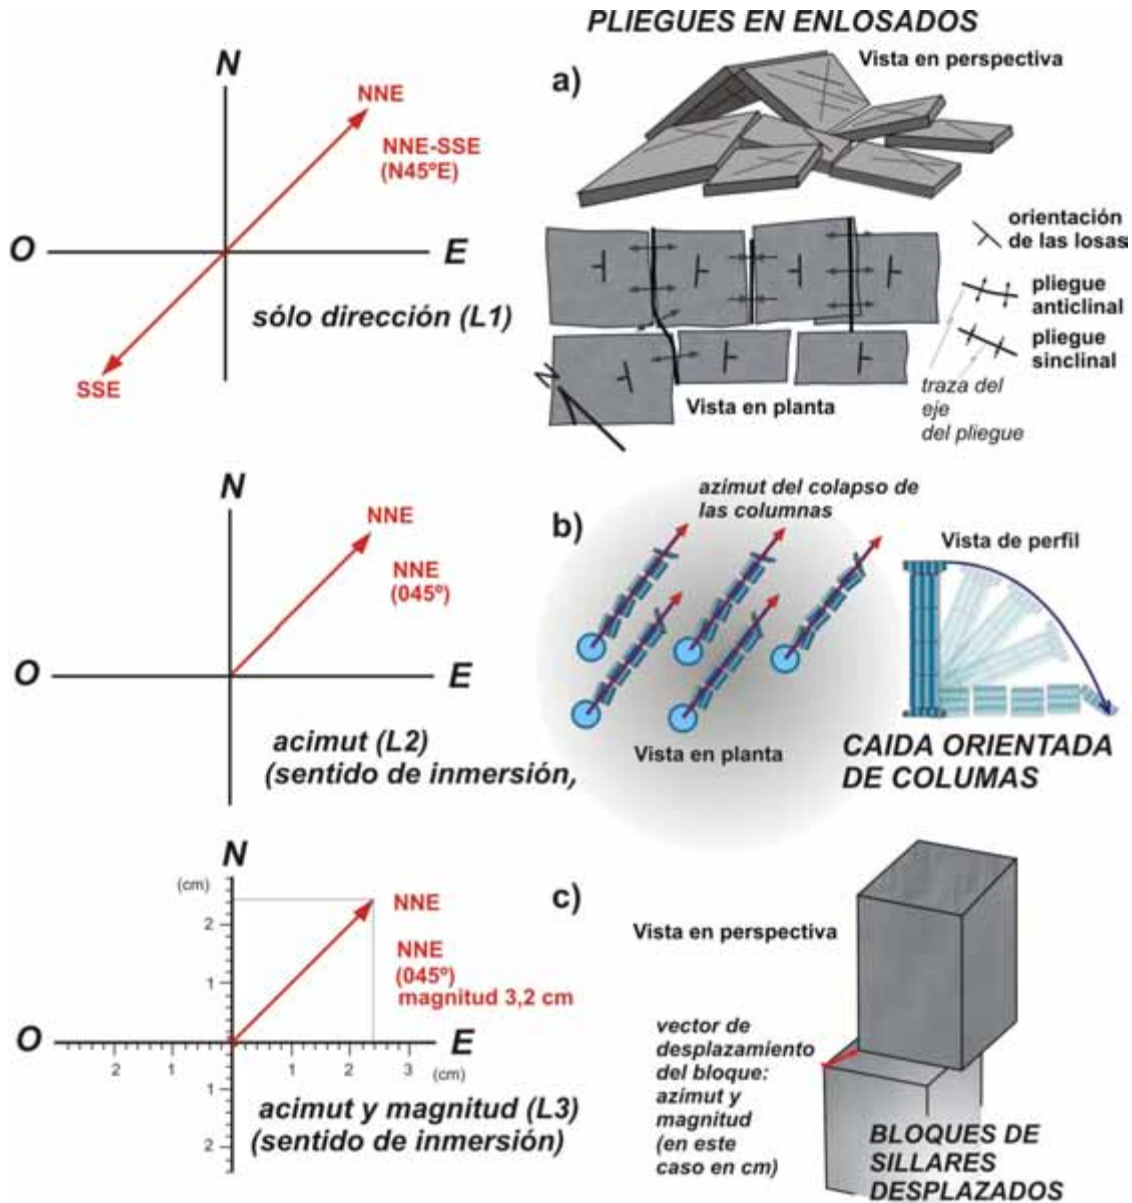 PLIEGUES EN ENLOSADOS
N
NNE
NNE-SSE
(N45ºE)
O
E
sólo dirección (L1)
SSE
a)
Vista en perspectiva
orientación
de las losas
pliegue
anticlinal
pliegue
sinclinal
traza del
eje
del pliegue
N
Vista en planta
N
NNE
NNE
(045º)
O
E
acimut (L2)
(sentido de inmersión,
b)
azimut del colapso de
las columnas
Vista de perfil
Vista en planta
CAIDA ORIENTADA
DE COLUMAS
N
(cm)
2
1
NNE
NNE
(045º)
magnitud 3,2 cm
O
E
2
1
1
2
3
(cm)
1
2
acimut y magnitud (L3)
(sentido de inmersión)
c)
Vista en perspectiva
vector de
desplazamiento
del bloque:
azimut y
magnitud
(en este
caso en cm)
BLOQUES DE
SILLARES
DESPLAZADOS